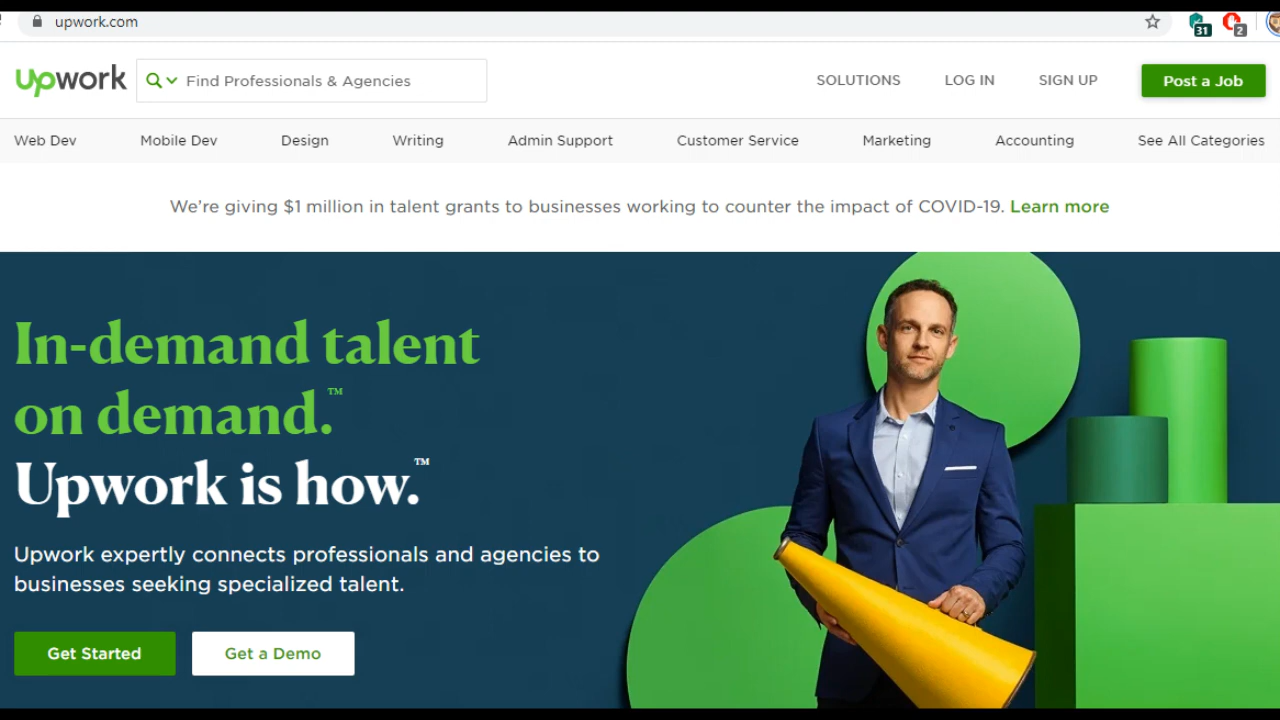 upwork.com
31
2
upwork
Find Professionals & Agencies
SOLUTIONS
LOG IN
SIGN UP
Post a Job
Web Dev
Mobile Dev
Design
Writing
Admin Support
Customer Service
Marketing
Accounting
See All Categories
We're giving $1 million in talent grants to businesses working to counter the impact of COVID-19. Learn more
In-demand talent
on demand.™
Upwork is how.™
Upwork expertly connects professionals and agencies to
businesses seeking specialized talent.
Get Started
Get a Demo